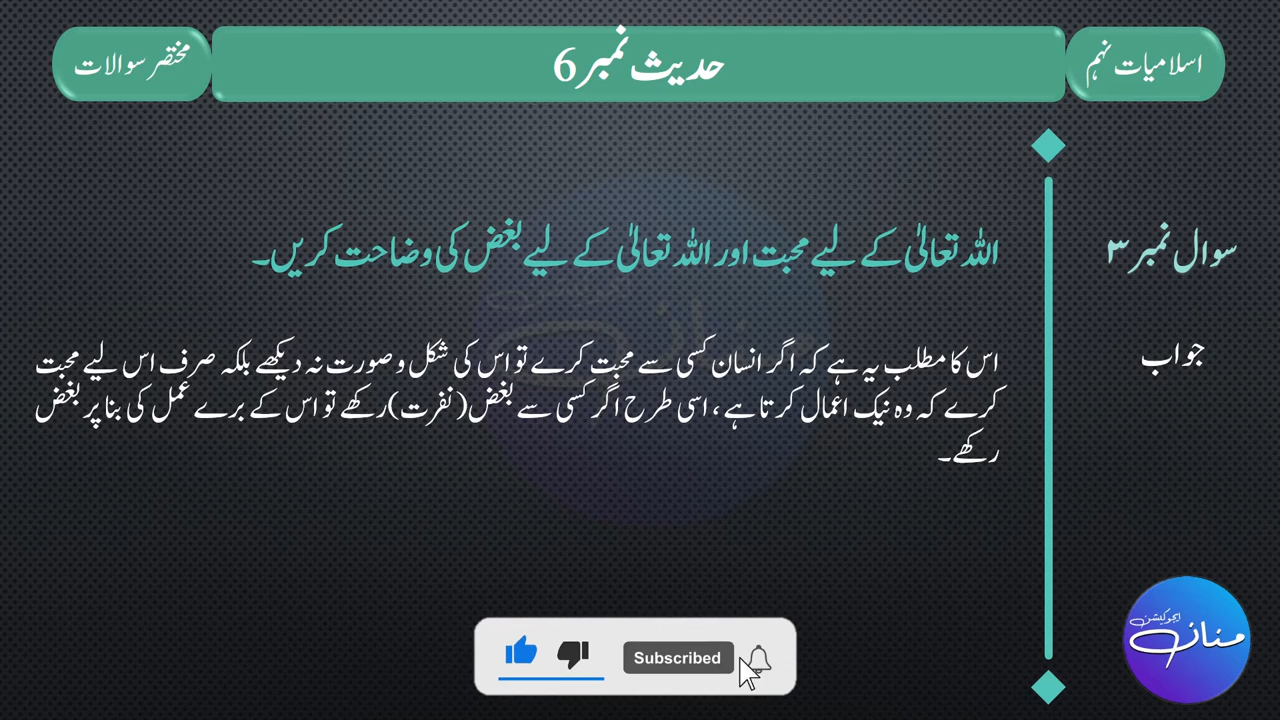 اسلامیات نہم
حدیث نمبر 6
مختصر سوالات
سوال نمبر ۳
اللہ تعالیٰ کے لیے محبت اور اللہ تعالیٰ کے لیے بغض کی وضاحت کریں۔
جواب
اس کا مطلب یہ ہے کہ اگر انسان کسی سے محبت کرے تو اس کی شکل و صورت نہ دیکھے بلکہ صرف اس لیے محبت
کرے کہ وہ نیک اعمال کرتا ہے، اسی طرح اگر کسی سے بغض (نفرت) رکھے تو اس کے برے عمل کی بنا پر بغض
رکھے۔
Subscribed
ایجوکیشن